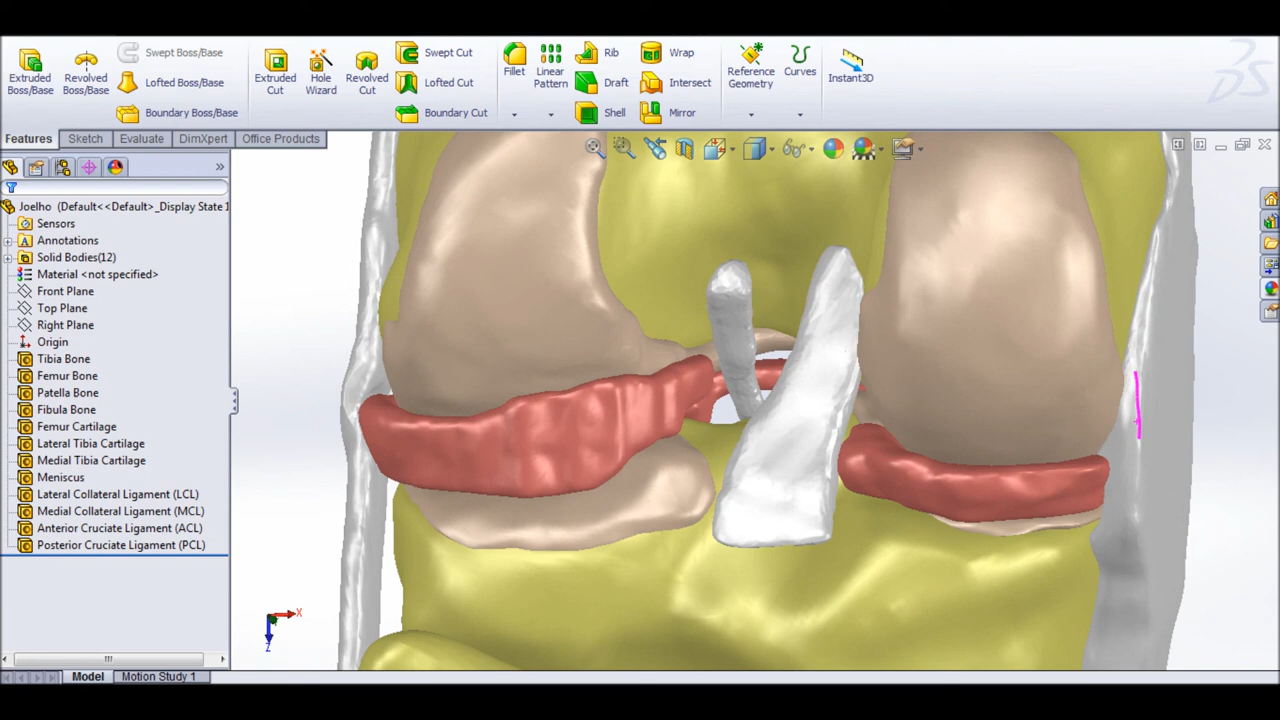 Extruded Boss/Base
Revolved Boss/Base
Swept Boss/Base
Lofted Boss/Base
Boundary Boss/Base
Extruded Cut
Hole Wizard
Revolved Cut
Swept Cut
Lofted Cut
Boundary Cut
Fillet
Linear Pattern
Rib
Draft
Shell
Wrap
Intersect
Mirror
Reference Geometry
Curves
Instant3D
Features
Sketch
Evaluate
DimXpert
Office Products
»
Joelho (Default<<Default>_Display State 1
Sensors
Annotations
Solid Bodies(12)
Material <not specified>
Front Plane
Top Plane
Right Plane
Origin
Tibia Bone
Femur Bone
Patella Bone
Fibula Bone
Femur Cartilage
Lateral Tibia Cartilage
Medial Tibia Cartilage
Meniscus
Lateral Collateral Ligament (LCL)
Medial Collateral Ligament (MCL)
Anterior Cruciate Ligament (ACL)
Posterior Cruciate Ligament (PCL)
X
Z
Model
Motion Study 1